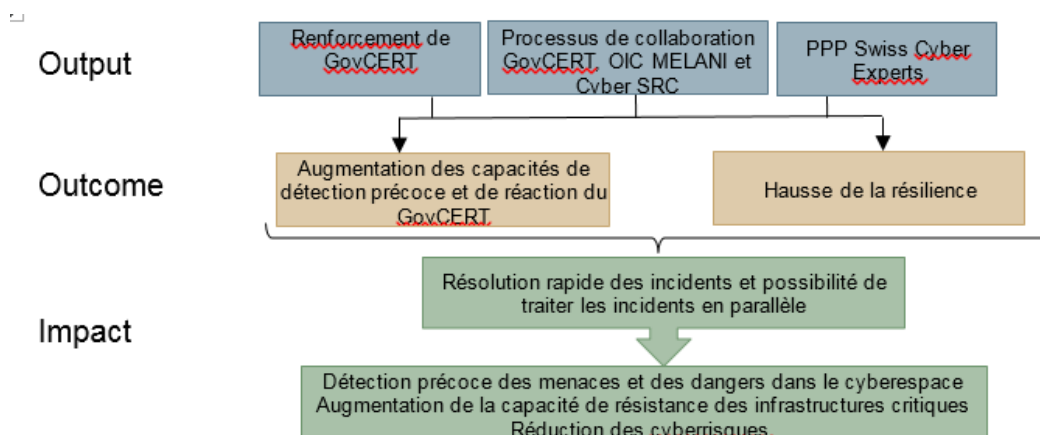 Output
Renforcement de
GovCERT
Processus de collaboration
GovCERT, OIC MELANI et
Cyber SRC
PPP Swiss Cyber
Experts
Outcome
Augmentation des capacités de
détection précoce et de réaction du
GovCERT
Hausse de la résilience
Impact
Résolution rapide des incidents et possibilité de
traiter les incidents en parallèle
Détection précoce des menaces et des dangers dans le cyberespace
Augmentation de la capacité de résistance des infrastructures critiques
Réduction des cyberrisques